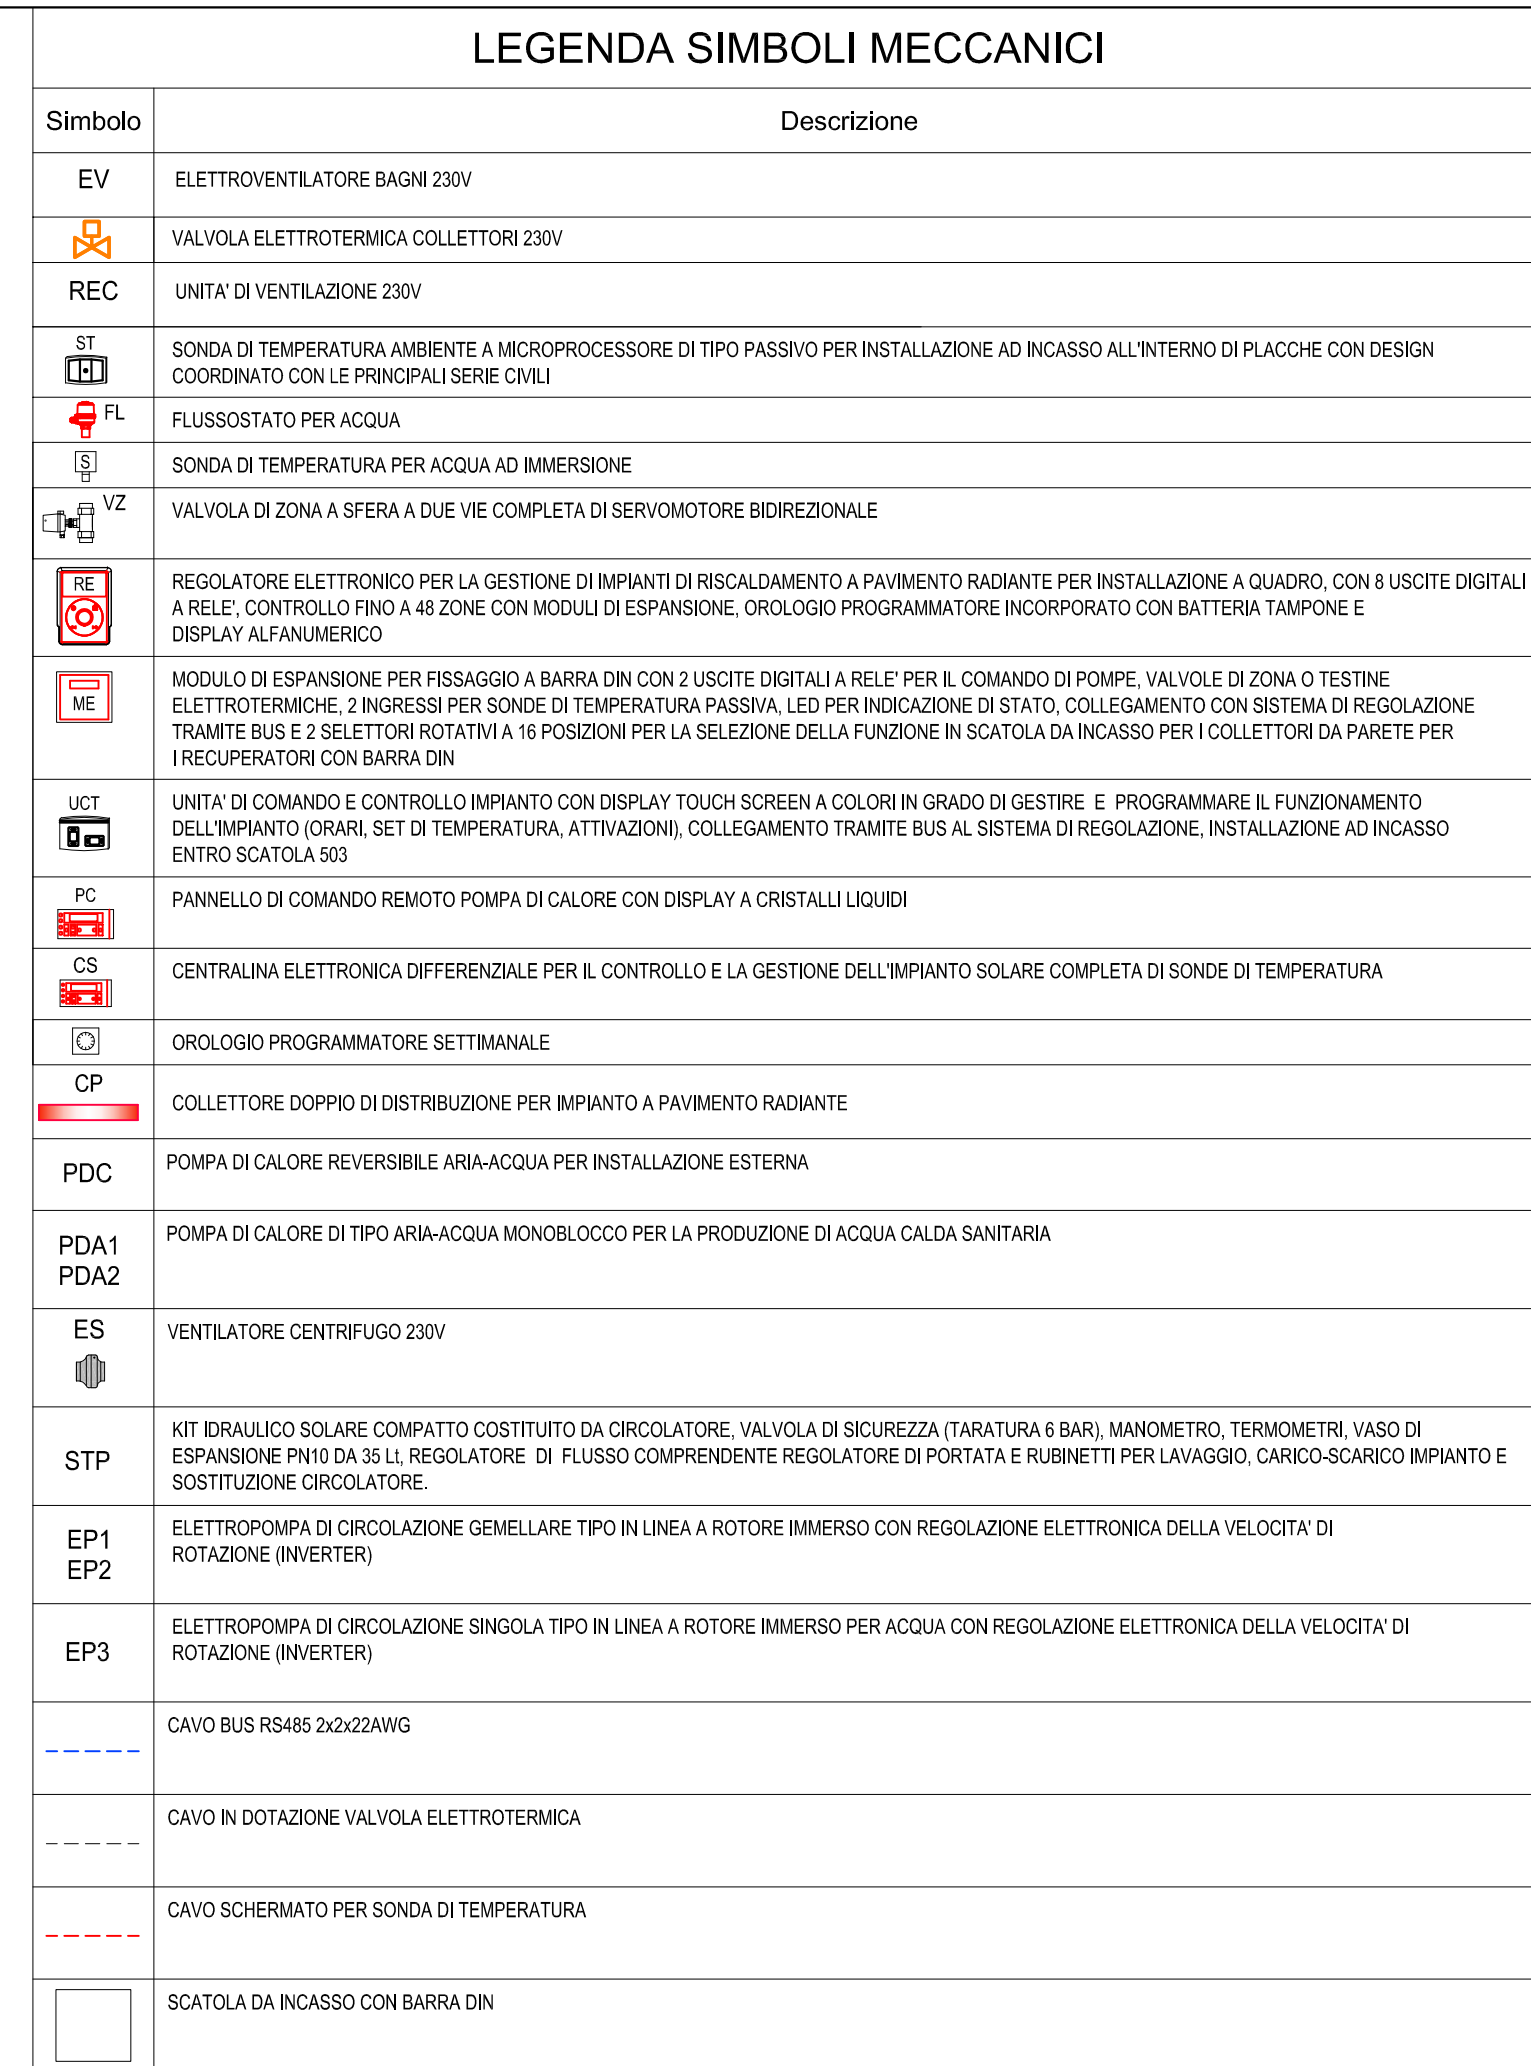 LEGENDA SIMBOLI MECCANICI
Simbolo
Descrizione
EV
ELETTROVENTILATORE BAGNI 230V
VALVOLA ELETTROTERMICA COLLETTORI 230V
REC
UNITA' DI VENTILAZIONE 230V
ST
SONDA DI TEMPERATURA AMBIENTE A MICROPROCESSORE DI TIPO PASSIVO PER INSTALLAZIONE AD INCASSO ALL'INTERNO DI PLACCHE CON DESIGN
COORDINATO CON LE PRINCIPALI SERIE CIVILI
FL
FLUSSOSTATO PER ACQUA
S
SONDA DI TEMPERATURA PER ACQUA AD IMMERSIONE
VZ
VALVOLA DI ZONA A SFERA A DUE VIE COMPLETA DI SERVOMOTORE BIDIREZIONALE
RE
REGOLATORE ELETTRONICO PER LA GESTIONE DI IMPIANTI DI RISCALDAMENTO A PAVIMENTO RADIANTE PER INSTALLAZIONE A QUADRO, CON 8 USCITE DIGITALI
A RELE', CONTROLLO FINO A 48 ZONE CON MODULI DI ESPANSIONE, OROLOGIO PROGRAMMATORE INCORPORATO CON BATTERIA TAMPONE E
DISPLAY ALFANUMERICO
ME
MODULO DI ESPANSIONE PER FISSAGGIO A BARRA DIN CON 2 USCITE DIGITALI A RELE' PER IL COMANDO DI POMPE, VALVOLE DI ZONA O TESTINE
ELETTROTERMICHE, 2 INGRESSI PER SONDE DI TEMPERATURA PASSIVA, LED PER INDICAZIONE DI STATO, COLLEGAMENTO CON SISTEMA DI REGOLAZIONE
TRAMITE BUS E 2 SELETTORI ROTATIVI A 16 POSIZIONI PER LA SELEZIONE DELLA FUNZIONE IN SCATOLA DA INCASSO PER I COLLETTORI DA PARETE PER
I RECUPERATORI CON BARRA DIN
UCT
UNITA' DI COMANDO E CONTROLLO IMPIANTO CON DISPLAY TOUCH SCREEN A COLORI IN GRADO DI GESTIRE E PROGRAMMARE IL FUNZIONAMENTO
DELL'IMPIANTO (ORARI, SET DI TEMPERATURA, ATTIVAZIONI), COLLEGAMENTO TRAMITE BUS AL SISTEMA DI REGOLAZIONE, INSTALLAZIONE AD INCASSO
ENTRO SCATOLA 503
PC
PANNELLO DI COMANDO REMOTO POMPA DI CALORE CON DISPLAY A CRISTALLI LIQUIDI
CS
CENTRALINA ELETTRONICA DIFFERENZIALE PER IL CONTROLLO E LA GESTIONE DELL'IMPIANTO SOLARE COMPLETA DI SONDE DI TEMPERATURA
OROLOGIO PROGRAMMATORE SETTIMANALE
CP
COLLETTORE DOPPIO DI DISTRIBUZIONE PER IMPIANTO A PAVIMENTO RADIANTE
PDC
POMPA DI CALORE REVERSIBILE ARIA-ACQUA PER INSTALLAZIONE ESTERNA
PDA1
PDA2
POMPA DI CALORE DI TIPO ARIA-ACQUA MONOBLOCCO PER LA PRODUZIONE DI ACQUA CALDA SANITARIA
ES
VENTILATORE CENTRIFUGO 230V
STP
KIT IDRAULICO SOLARE COMPATTO COSTITUITO DA CIRCOLATORE, VALVOLA DI SICUREZZA (TARATURA 6 BAR), MANOMETRO, TERMOMETRI, VASO DI
ESPANSIONE PN10 DA 35 Lt, REGOLATORE DI FLUSSO COMPRENDENTE REGOLATORE DI PORTATA E RUBINETTI PER LAVAGGIO, CARICO-SCARICO IMPIANTO E
SOSTITUZIONE CIRCOLATORE.
EP1
EP2
ELETTROPOMPA DI CIRCOLAZIONE GEMELLARE TIPO IN LINEA A ROTORE IMMERSO CON REGOLAZIONE ELETTRONICA DELLA VELOCITA' DI
ROTAZIONE (INVERTER)
EP3
ELETTROPOMPA DI CIRCOLAZIONE SINGOLA TIPO IN LINEA A ROTORE IMMERSO PER ACQUA CON REGOLAZIONE ELETTRONICA DELLA VELOCITA' DI
ROTAZIONE (INVERTER)
CAVO BUS RS485 2x2x22AWG
CAVO IN DOTAZIONE VALVOLA ELETTROTERMICA
CAVO SCHERMATO PER SONDA DI TEMPERATURA
SCATOLA DA INCASSO CON BARRA DIN